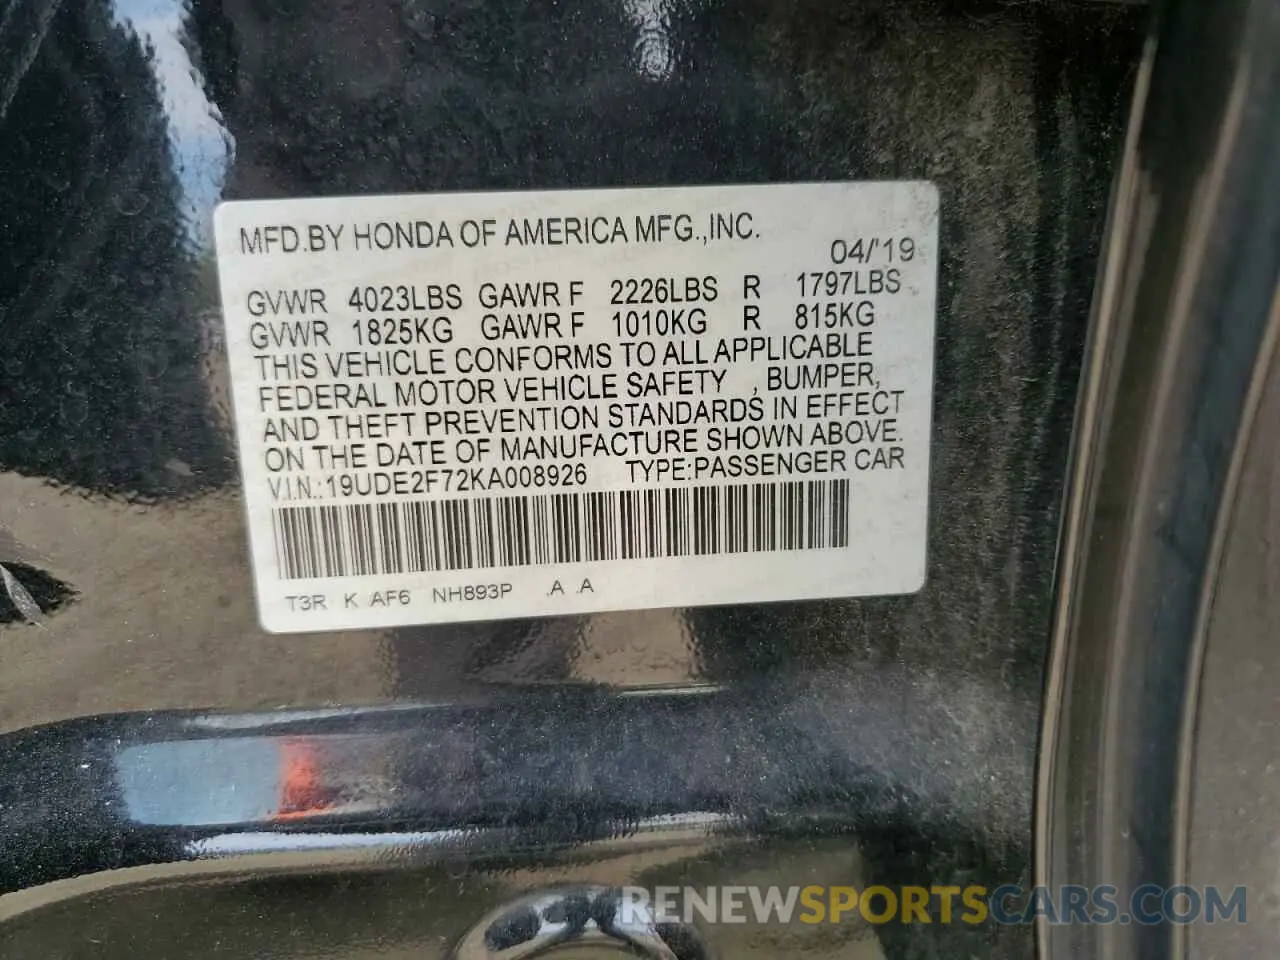 MFD.BY HONDA OF AMERICA MFG.,INC.
04/'19
GVWR 4023LBS GAWR F 2226LBS R 1797LBS
GVWR 1825KG GAWR F 1010KG R 815KG
THIS VEHICLE CONFORMS TO ALL APPLICABLE
FEDERAL MOTOR VEHICLE SAFETY , BUMPER,
AND THEFT PREVENTION STANDARDS IN EFFECT
ON THE DATE OF MANUFACTURE SHOWN ABOVE.
V.I.N.:19UDE2F72KA008926 TYPE:PASSENGER CAR
T3R K AF6 NH893P .A .A
RENEWSPORTSCARS.COM